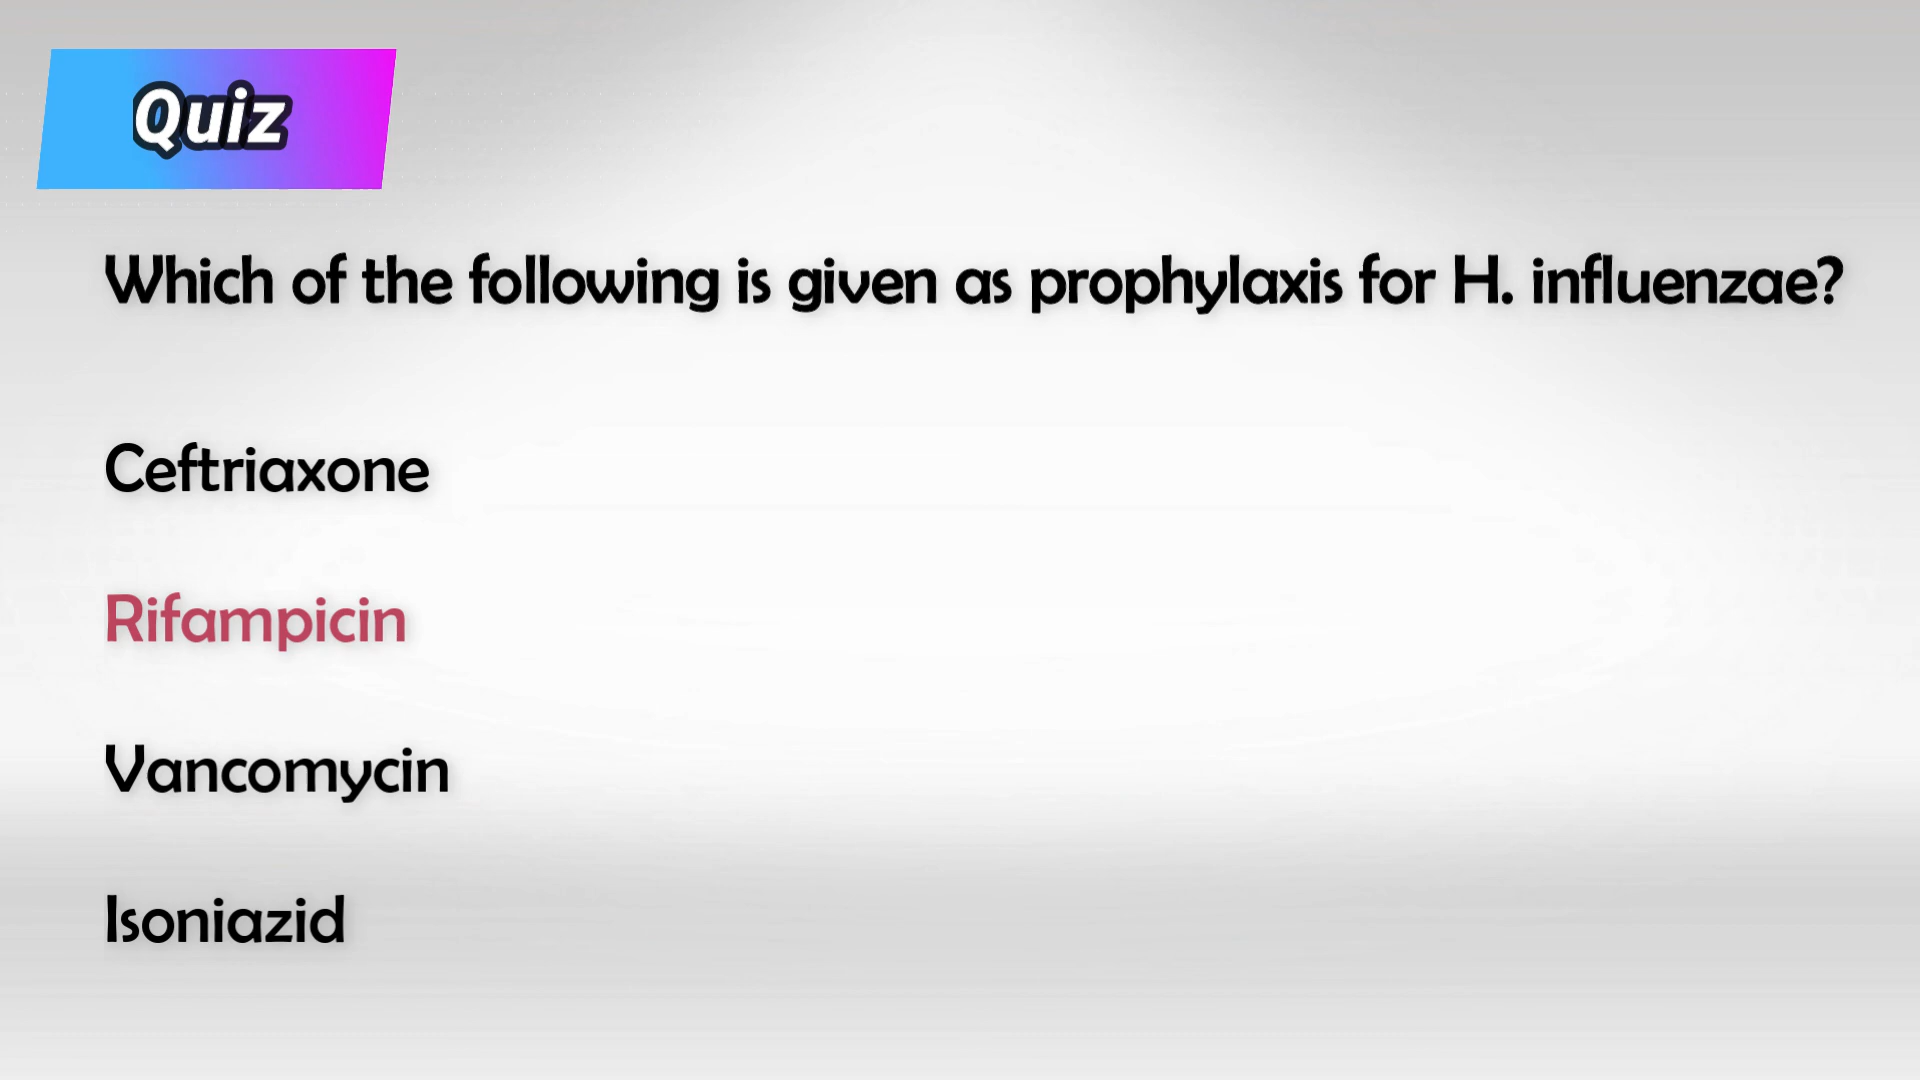 Quiz
Which of the following is given as prophylaxis for H. influenzae?
Ceftriaxone
Rifampicin
Vancomycin
Isoniazid